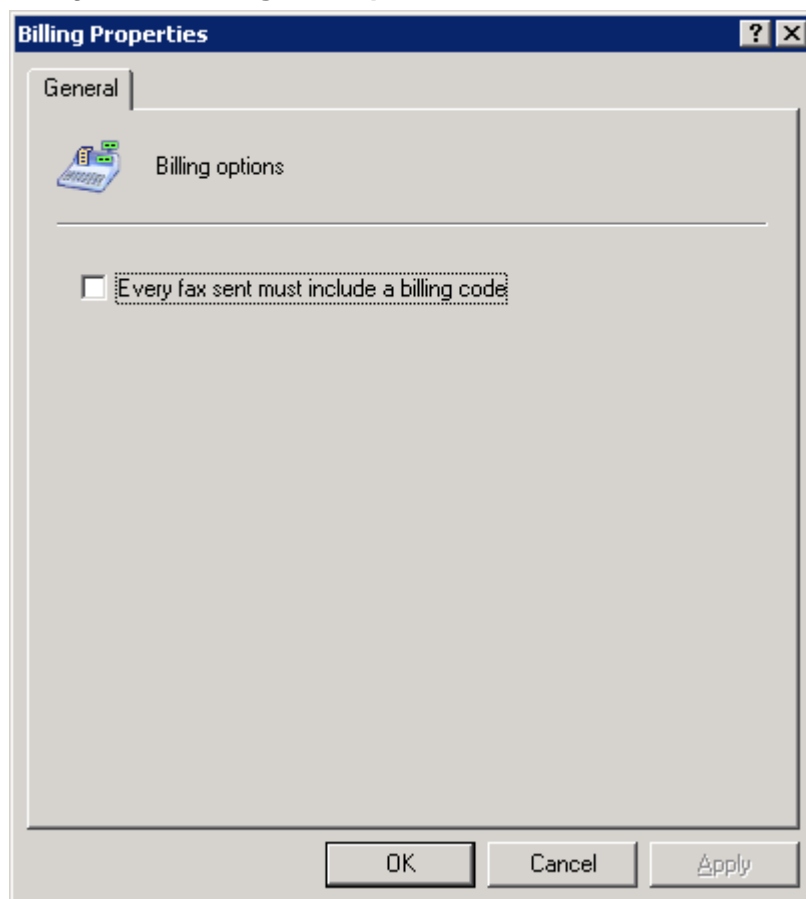 Billing Properties
General
Billing options
Every fax sent must include a billing code
OK Cancel Apply